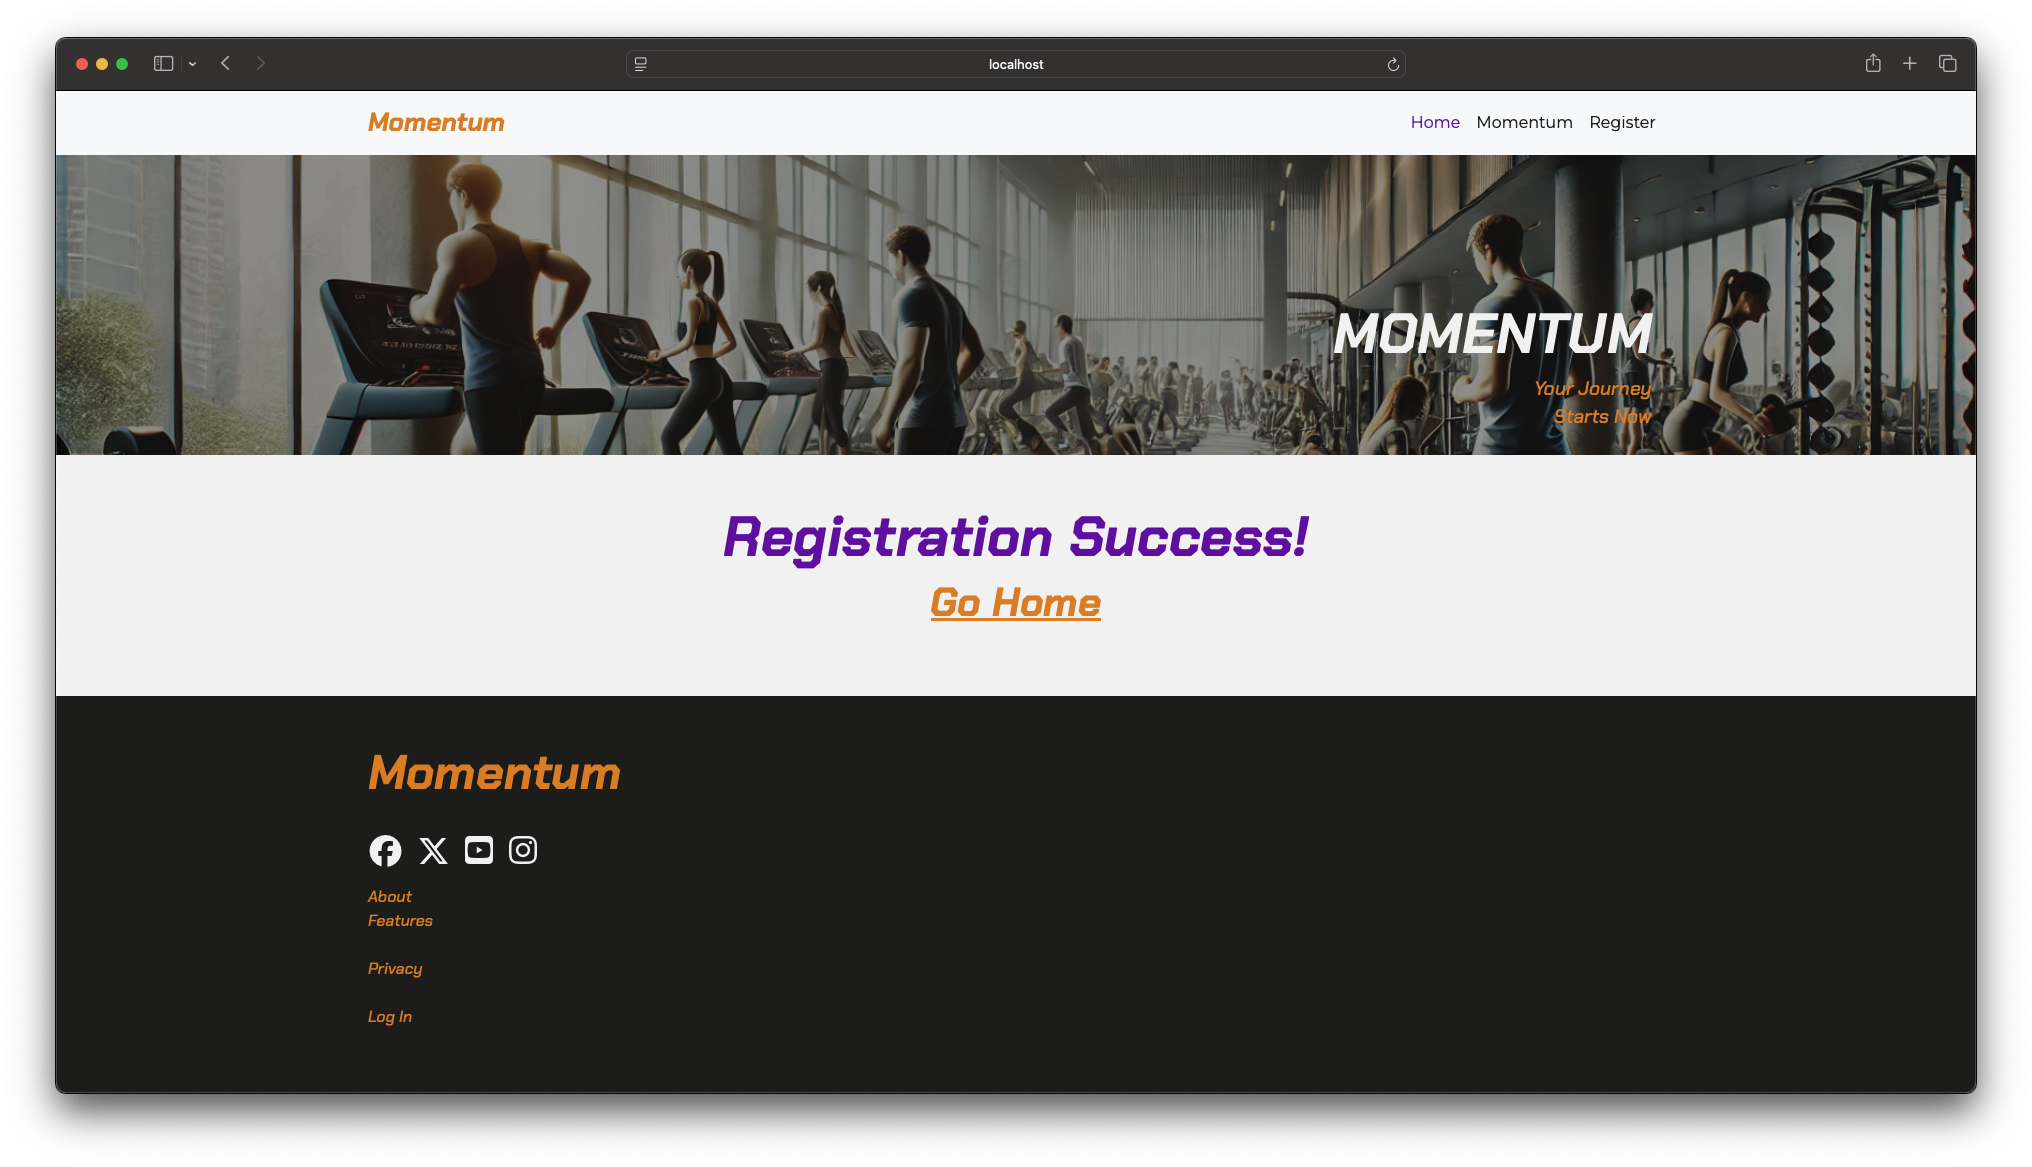 localhost
Momentum
Home Momentum Register
MOMENTUM
Your Journey
Starts Now
Registration Success!
Go Home
Momentum
About
Features
Privacy
Log In